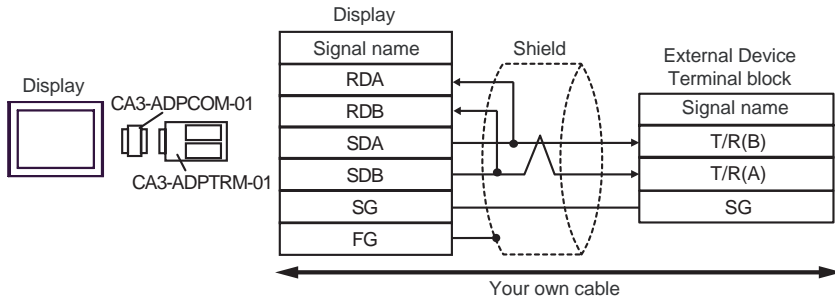 Display
CA3-ADPCOM-01
CA3-ADPTRM-01
Display
Signal name
RDA
RDB
SDA
SDB
SG
FG
Shield
External Device
Terminal block
Signal name
T/R(B)
T/R(A)
SG
Your own cable